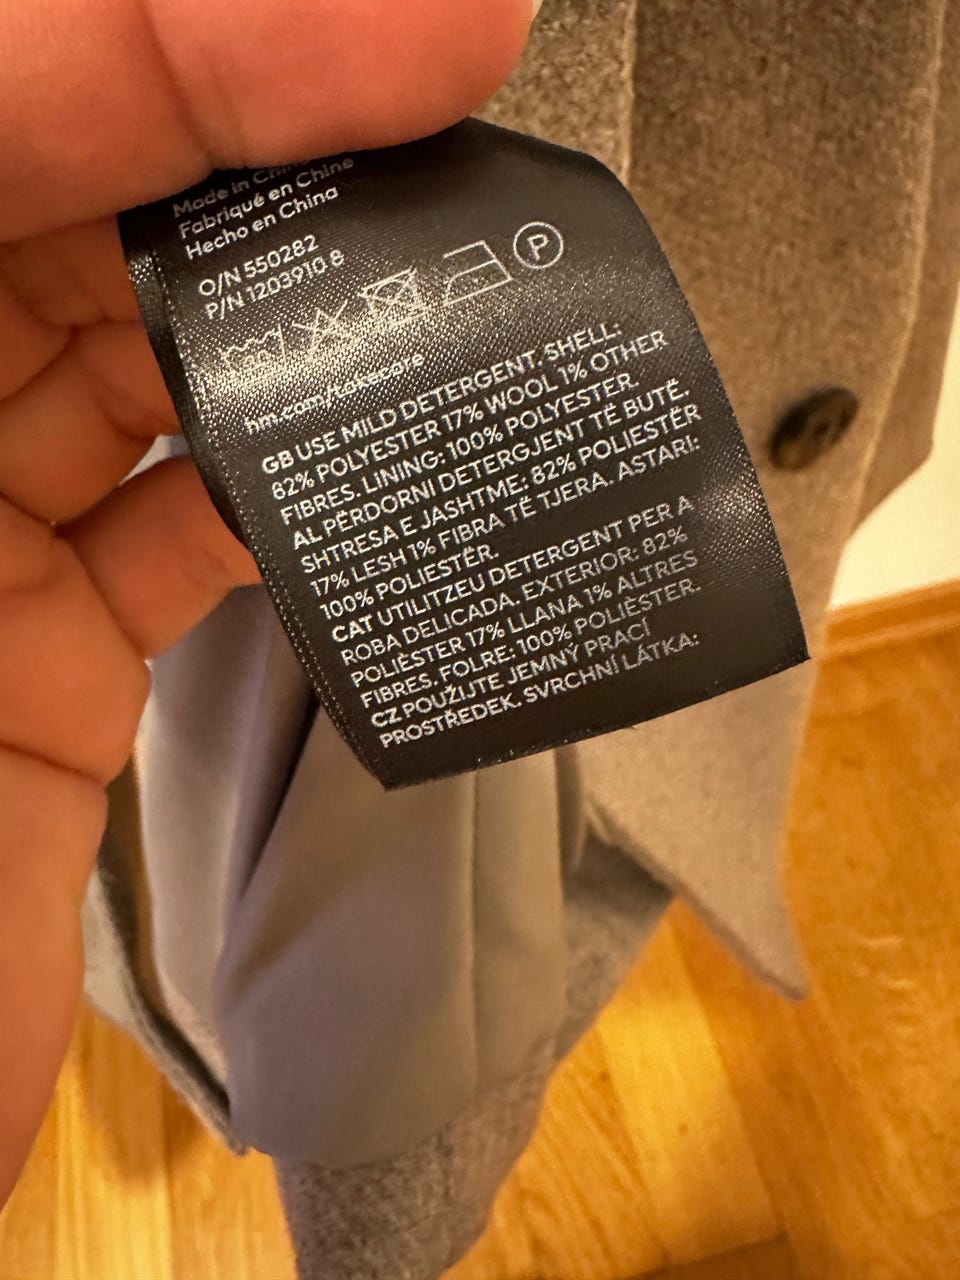 Made in China
Fabriqué en Chine
Hecho en China
O/N 550282
P/N 1203910 8
P
hm.com/takecare
GB USE MILD DETERGENT. SHELL:
82% POLYESTER 17% WOOL 1% OTHER
FIBRES. LINING: 100% POLYESTER.
AL PËRDORNI DETERGJENT TË BUTË.
SHTRESA E JASHTME: 82% POLIESTËR
17% LESH 1% FIBRA TË TJERA. ASTARI:
100% POLIESTËR.
CAT UTILITZEU DETERGENT PER A
ROBA DELICADA. EXTERIOR: 82%
POLIÈSTER 17% LLANA 1% ALTRES
FIBRES. FOLRE: 100% POLIÈSTER.
CZ POUŽIJTE JEMNÝ PRACÍ
PROSTŘEDEK. SVRCHNÍ LÁTKA: